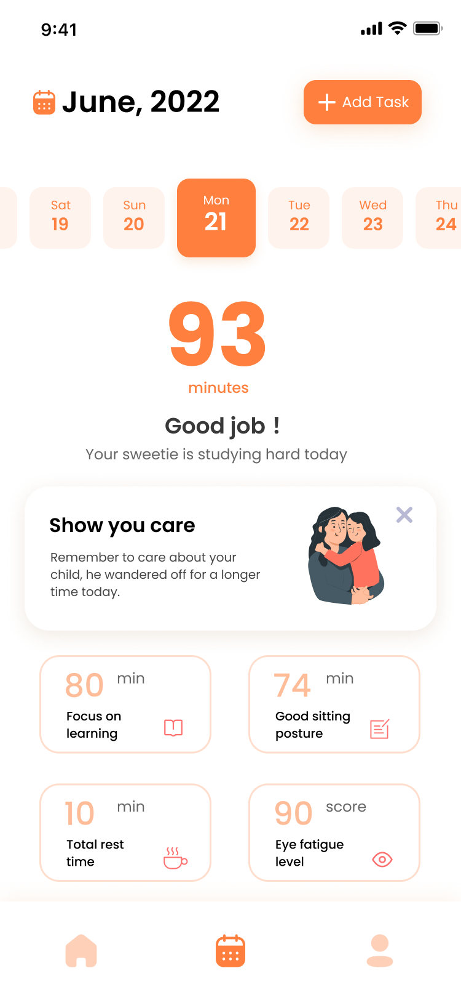 9:41
June, 2022
Add Task
Sat
19
Sun
20
Mon
21
Tue
22
Wed
23
Thu
24
93
minutes
Good job !
Your sweetie is studying hard today
Show you care
Remember to care about your
child, he wandered off for a longer
time today.
80 min
Focus on
learning
74 min
Good sitting
posture
10 min
Total rest
time
90 score
Eye fatigue
level